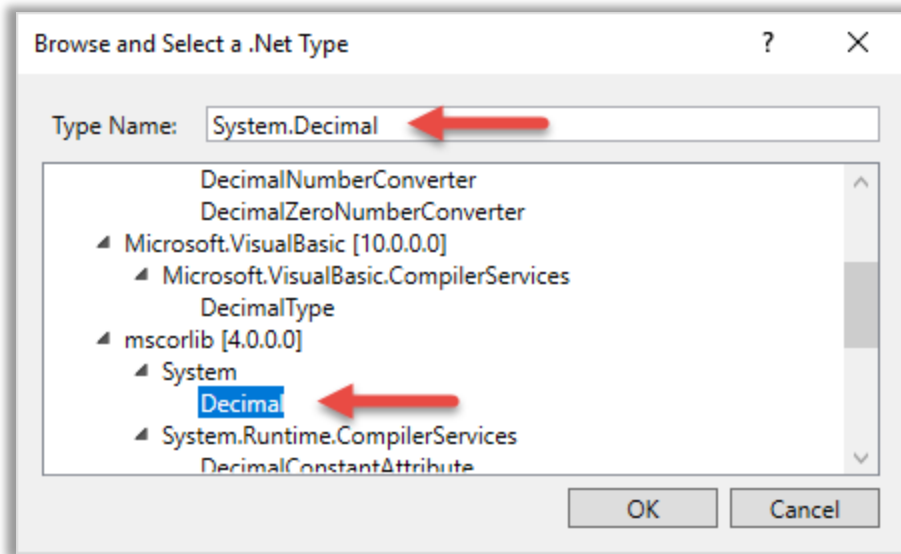 Browse and Select a .Net Type ?
Type Name: System.Decimal
DecimalNumberConverter
DecimalZeroNumberConverter
Microsoft.VisualBasic [10.0.0.0]
Microsoft.VisualBasic.CompilerServices
DecimalType
mscorlib [4.0.0.0]
System
Decimal
System.Runtime.CompilerServices
DecimalConstantAttribute
OK Cancel